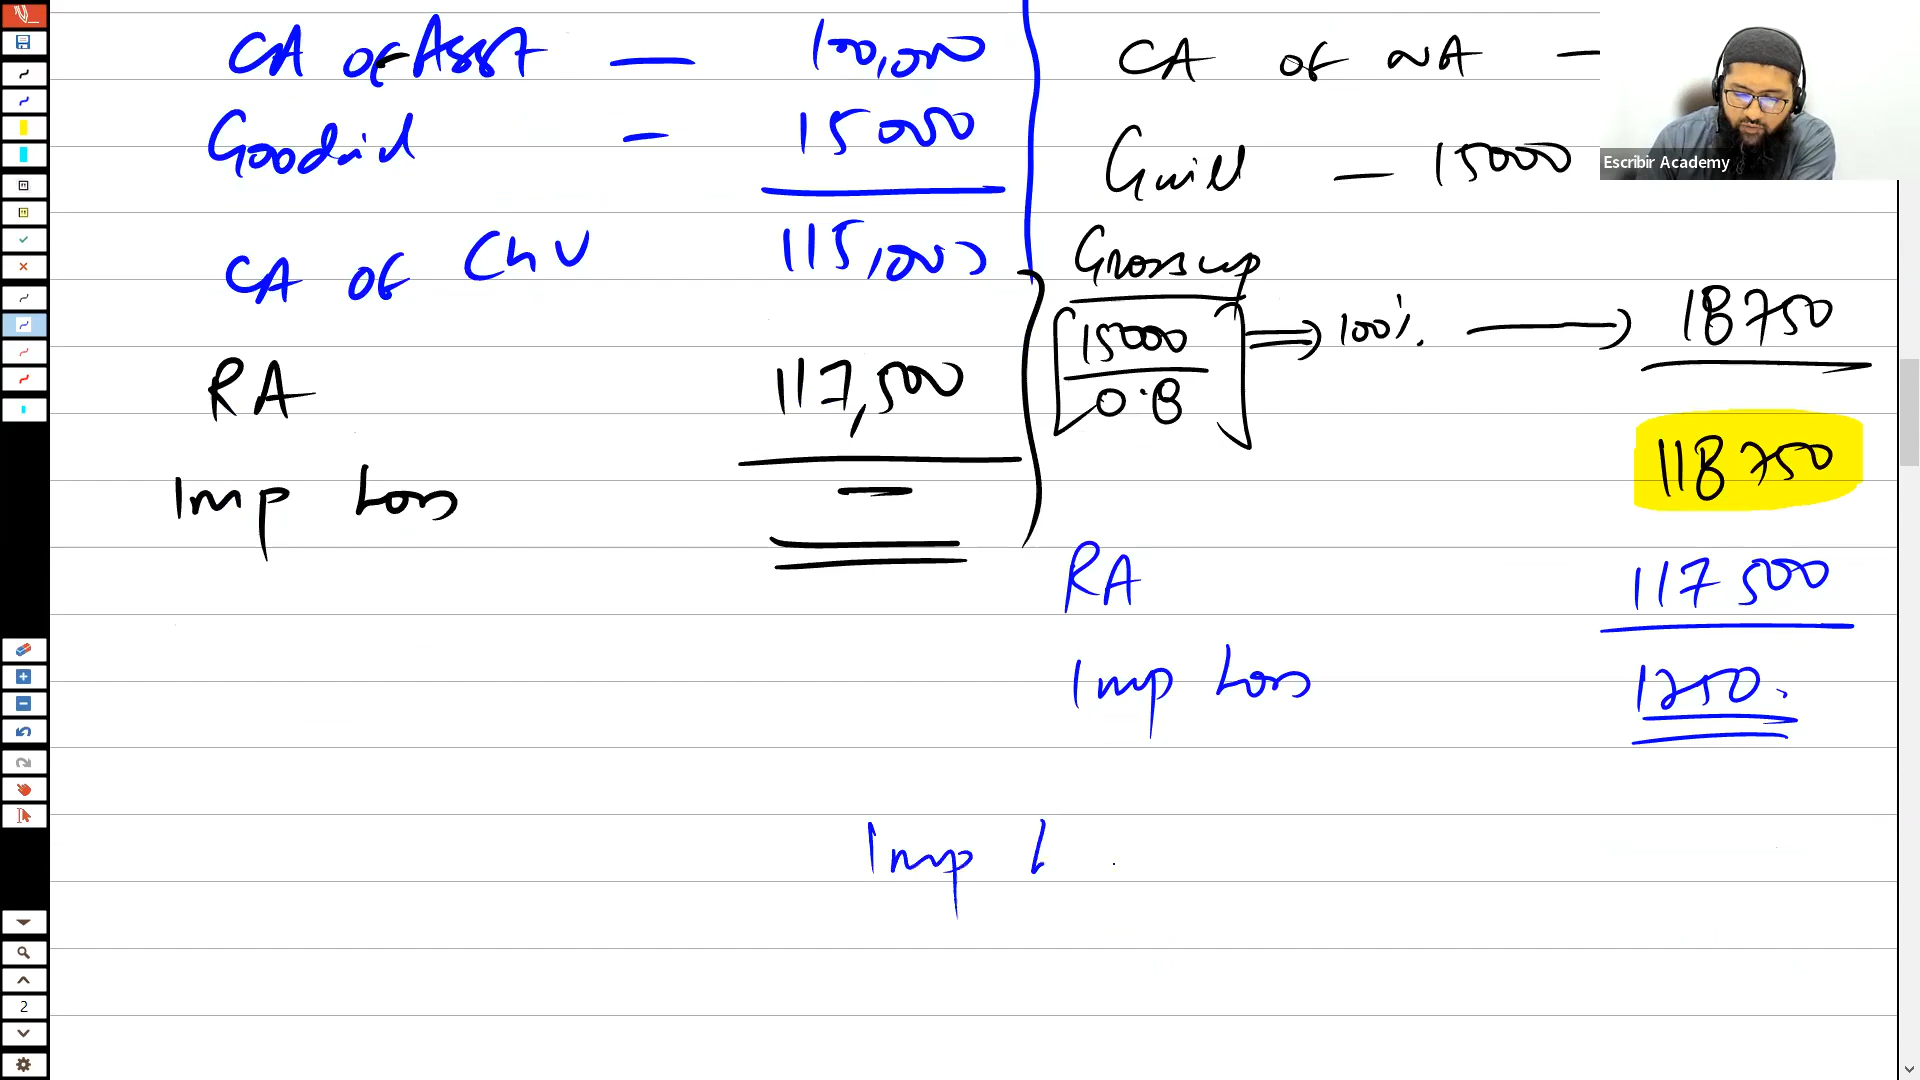 CA of Asst — 100,000
Goodwill - 15000
115,000
CA of CGU
RA 117,500
Imp Loss —
CA of NA —
Gwill — 15000
Gross up
15000
0.8
⇒ 100% → 18750
118750
RA 117500
Imp Loss 1250.
Imp L
Escribir Academy
2